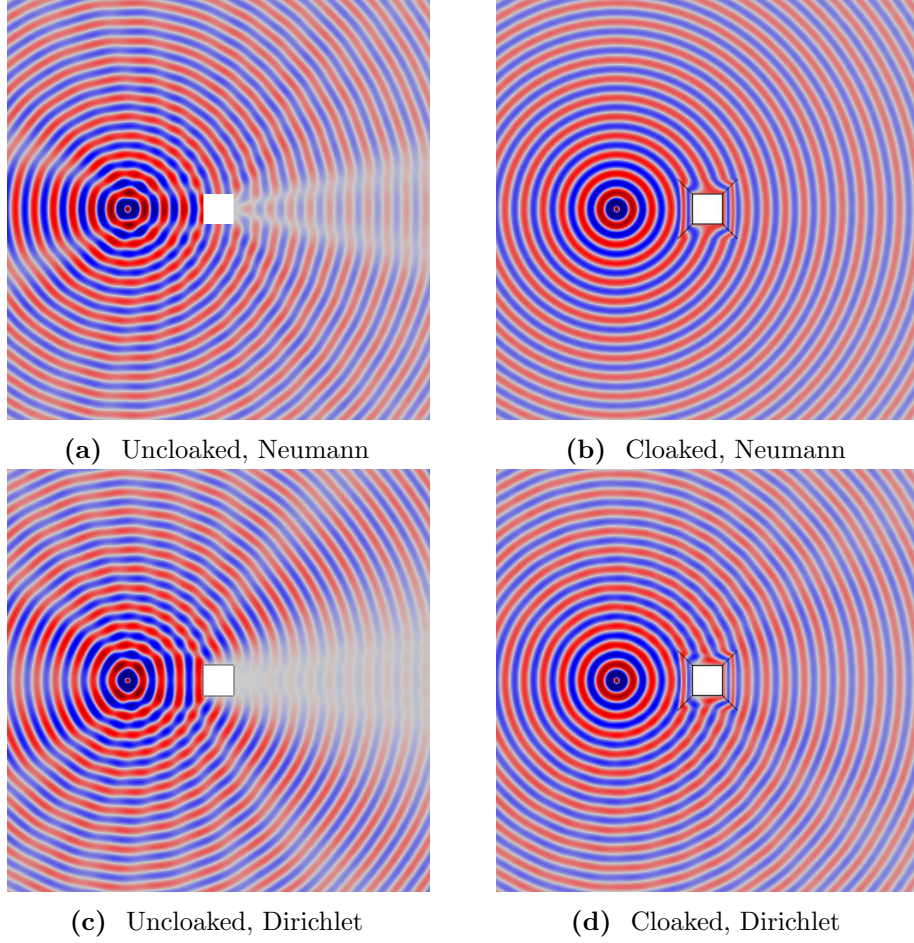 (a) Uncloaked, Neumann
(b) Cloaked, Neumann
(c) Uncloaked, Dirichlet
(d) Cloaked, Dirichlet